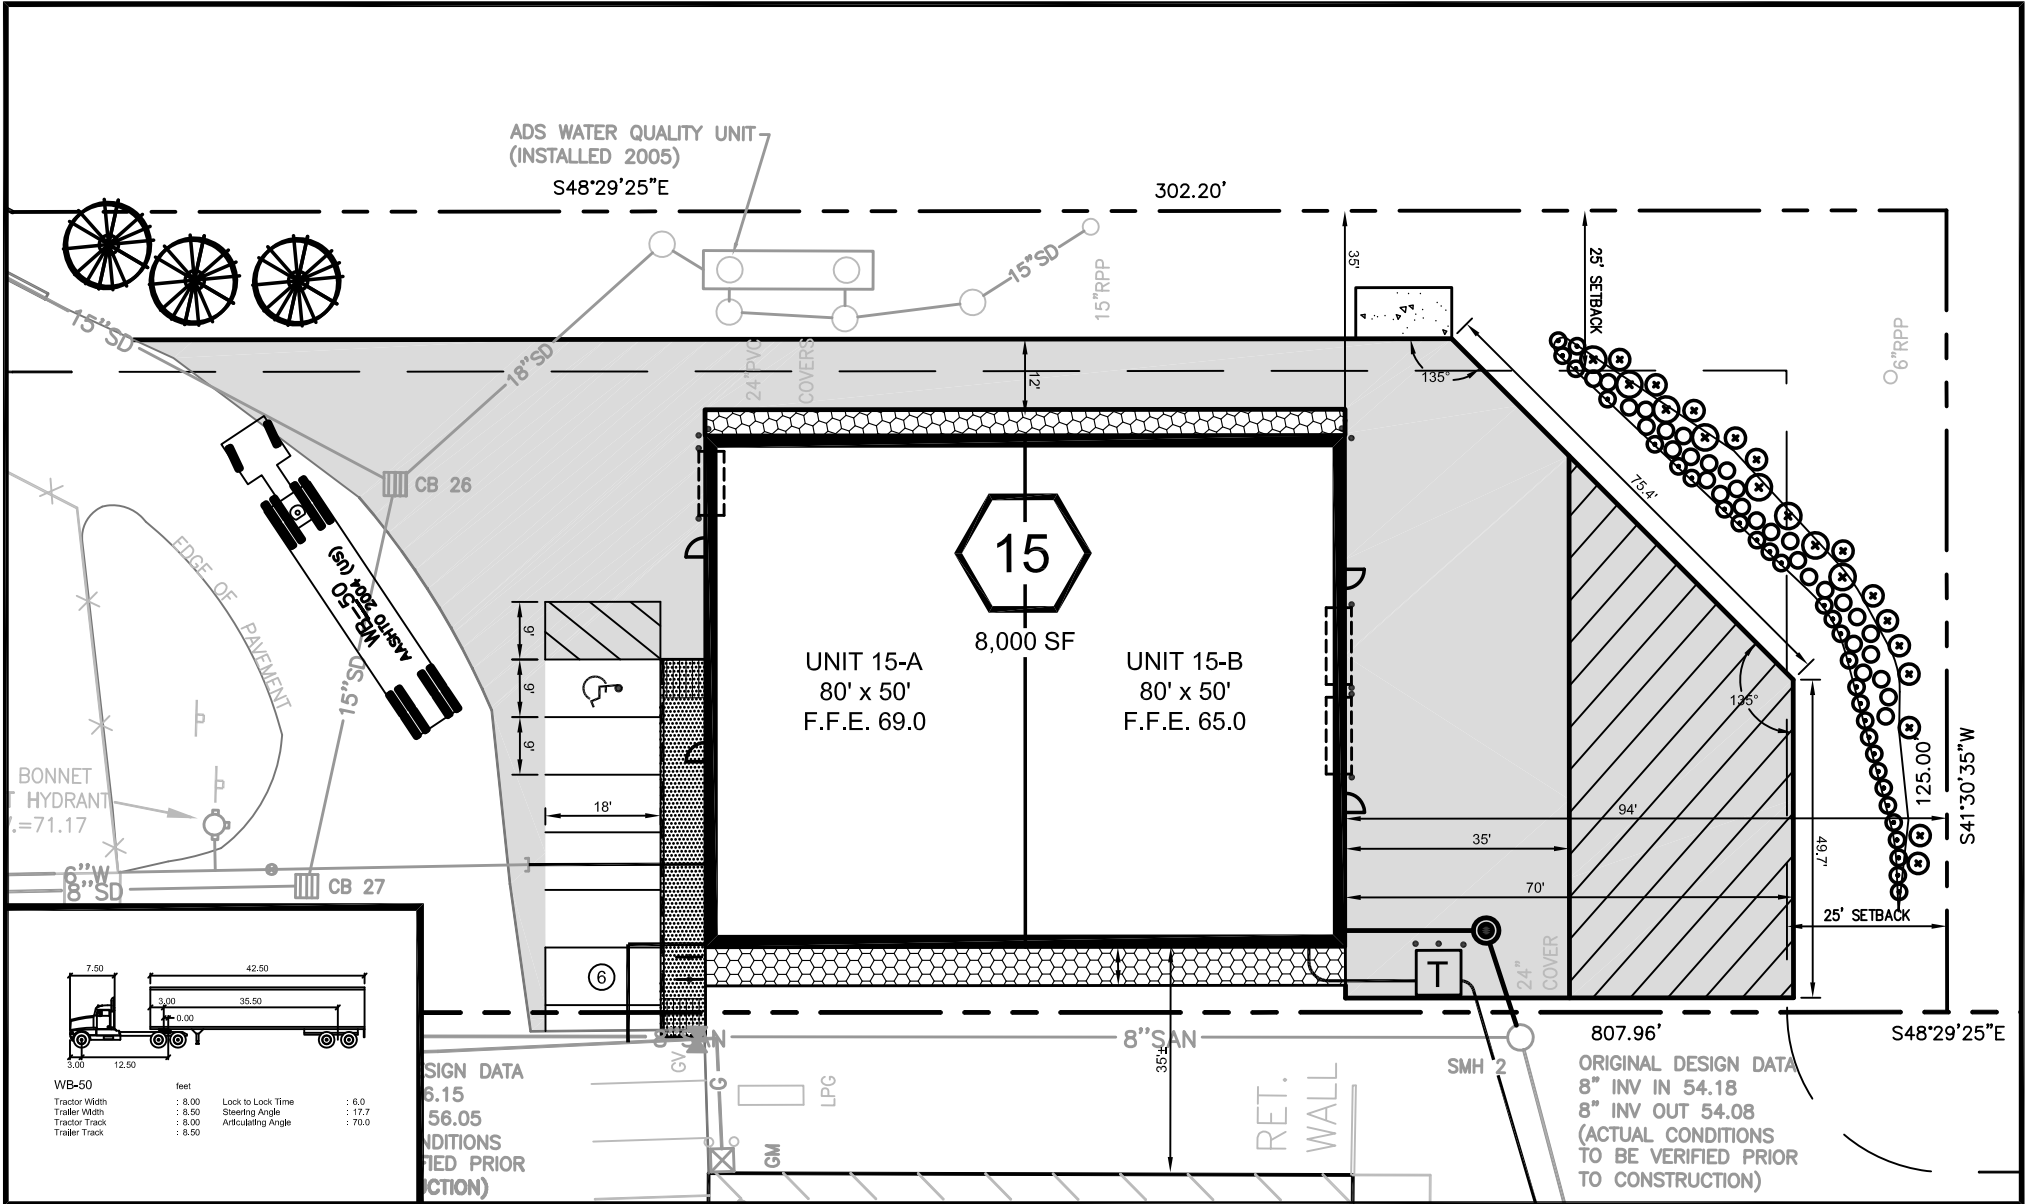 ADS WATER QUALITY UNIT
(INSTALLED 2005)
S48°29'25"E
302.20'
15"SD
18"SD
15"SD
15"RPP
24"PVC
COVERS
35'
25' SETBACK
6"RPP
12'
135°
75.4'
CB 26
EDGE OF PAVEMENT
WB-50
AASHTO 2004 (US)
15"SD
15
8,000 SF
UNIT 15-A
80' x 50'
F.F.E. 69.0
UNIT 15-B
80' x 50'
F.F.E. 65.0
9'
9'
9'
18'
135°
125.00'
S41°30'35"W
94'
35'
49.7'
70'
25' SETBACK
BONNET
T HYDRANT
.=71.17
6"W
8"SD
CB 27
6
T
24"
COVER
807.96'
S48°29'25"E
8"SAN
8"SAN
GV
G
LPG
GM
35'±
RET.
WALL
SMH 2
ORIGINAL DESIGN DATA
8" INV IN 54.18
8" INV OUT 54.08
(ACTUAL CONDITIONS
TO BE VERIFIED PRIOR
TO CONSTRUCTION)
SIGN DATA
6.15
56.05
NDITIONS
FIED PRIOR
CTION)
7.50
42.50
3.00
35.50
0.00
3.00
12.50
WB-50
feet
Tractor Width : 8.00 Lock to Lock Time : 6.0
Trailer Width : 8.50 Steering Angle : 17.7
Tractor Track : 8.00 Articulating Angle : 70.0
Trailer Track : 8.50